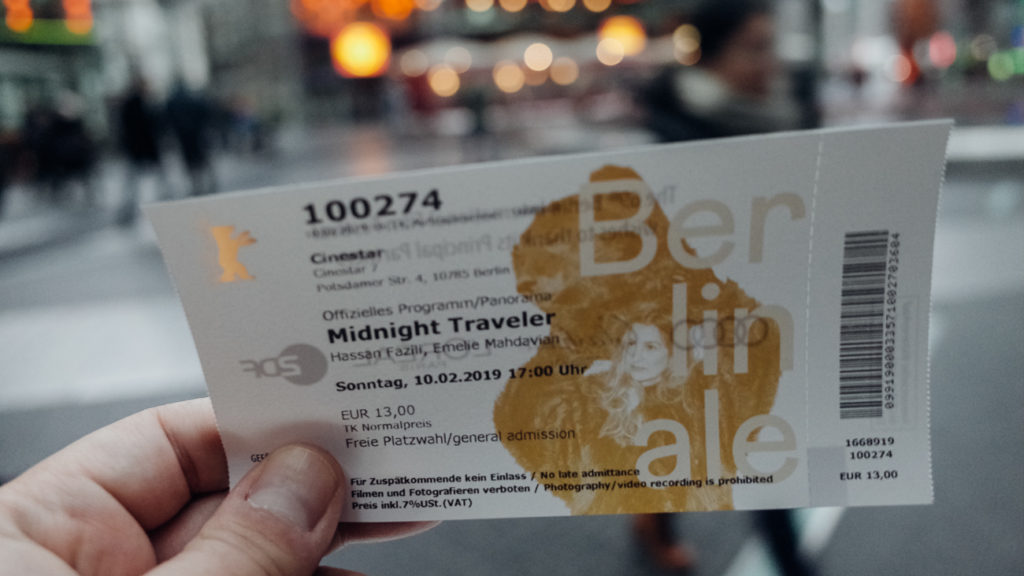 100274
Cinestar
Cinestar 7
Potsdamer Str. 4, 10785 Berlin
Offizielles Programm/Panorama
Midnight Traveler
Hassan Fazili, Emelie Mahdavian
Sonntag, 10.02.2019 17:00 Uhr
EUR 13,00
TK Normalpreis
Freie Platzwahl/general admission
Für Zuspätkommende kein Einlass / No late admittance
Filmen und Fotografieren verboten / Photography/video recording is prohibited
Preis inkl.7%USt.(VAT)
ZDF
Ber
lin
ale
1668919
100274
EUR 13,00